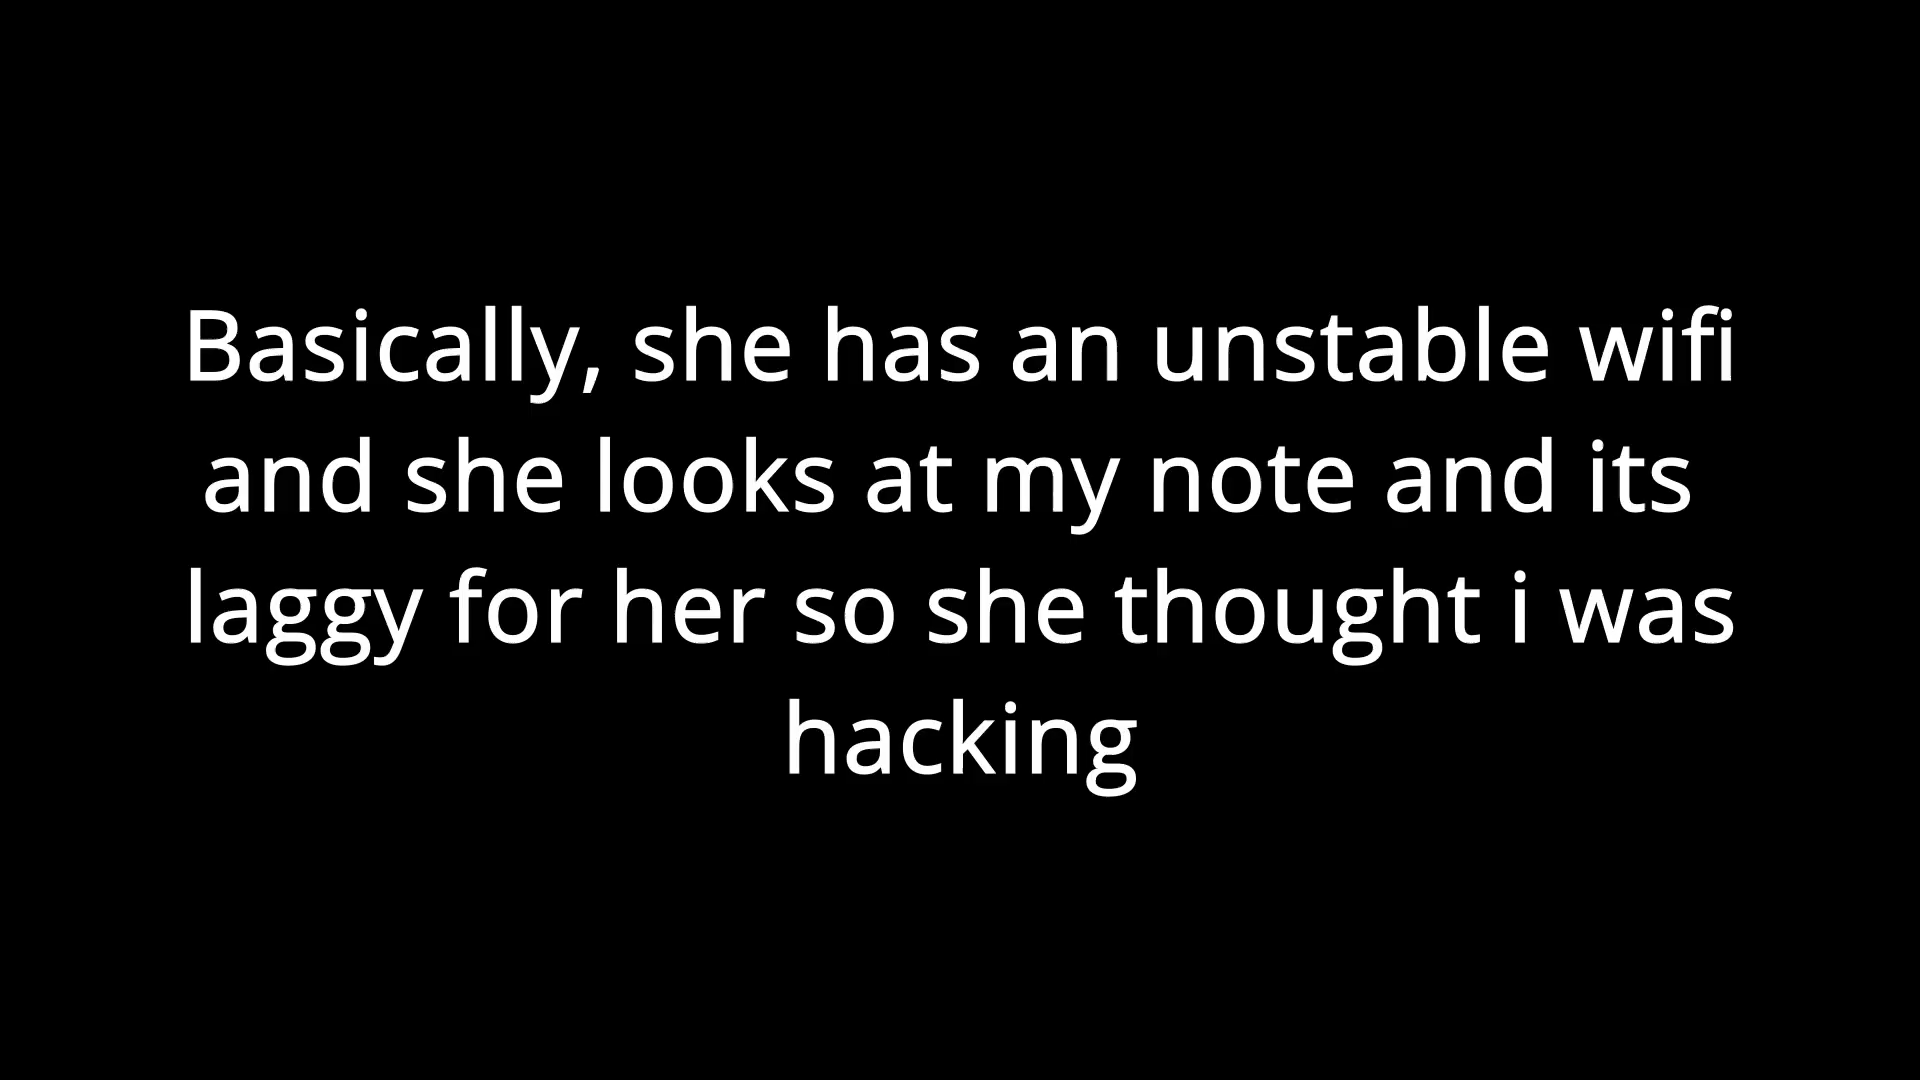 Basically, she has an unstable wifi
and she looks at my note and its
laggy for her so she thought i was
hacking